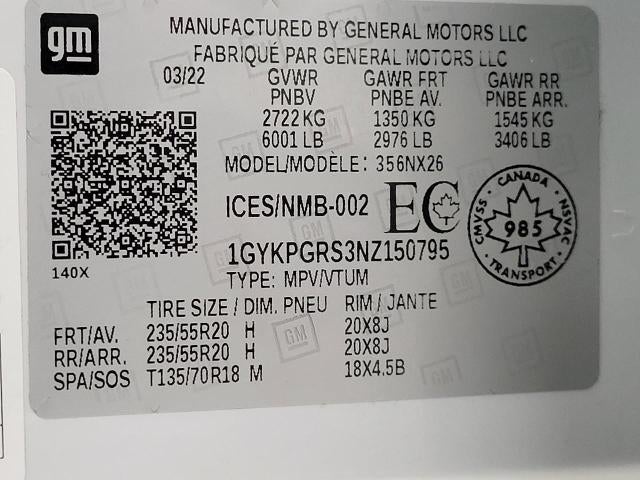 gm
MANUFACTURED BY GENERAL MOTORS LLC
FABRIQUÉ PAR GENERAL MOTORS LLC
03/22 GVWR GAWR FRT GAWR RR
PNBV PNBE AV. PNBE ARR.
2722 KG 1350 KG 1545 KG
6001 LB 2976 LB 3406 LB
MODEL/MODÈLE: 356NX26
ICES/NMB-002 EC
CANADA
CMVSS 985 NSVAC
TRANSPORT
1GYKPGRS3NZ150795
140X
TYPE: MPV/VTUM
TIRE SIZE / DIM. PNEU RIM / JANTE
FRT/AV. 235/55R20 H 20X8J
RR/ARR. 235/55R20 H 20X8J
SPA/SOS T135/70R18 M 18X4.5B